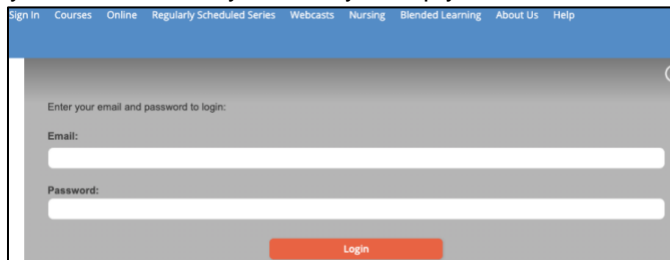 Sign In Courses Online Regularly Scheduled Series Webcasts Nursing Blended Learning About Us Help
Enter your email and password to login:
Email:
Password:
Login